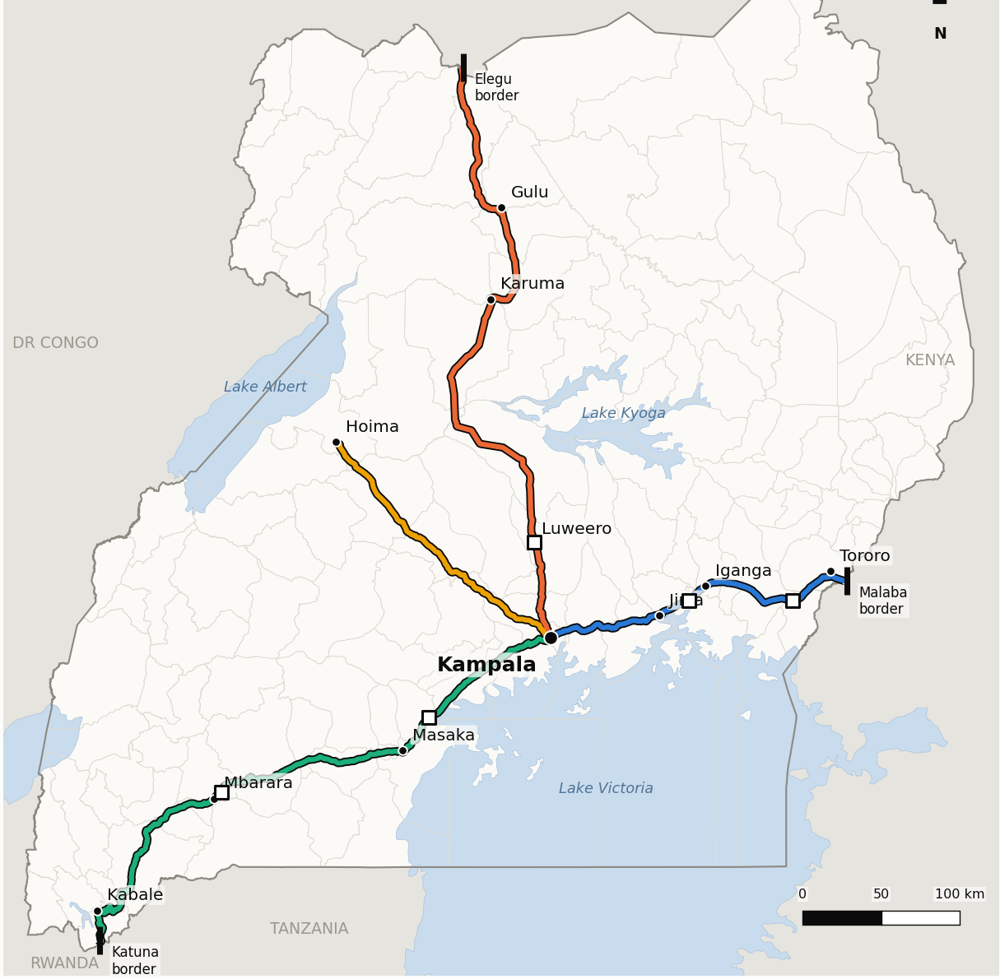 N
Elegu
border
Gulu
Karuma
DR CONGO
KENYA
Lake Albert
Lake Kyoga
Hoima
Luweero
Tororo
Iganga
Malaba
border
Kampala
Masaka
Mbarara
Lake Victoria
Kabale
0 50 100 km
TANZANIA
Katuna
border
RWANDA